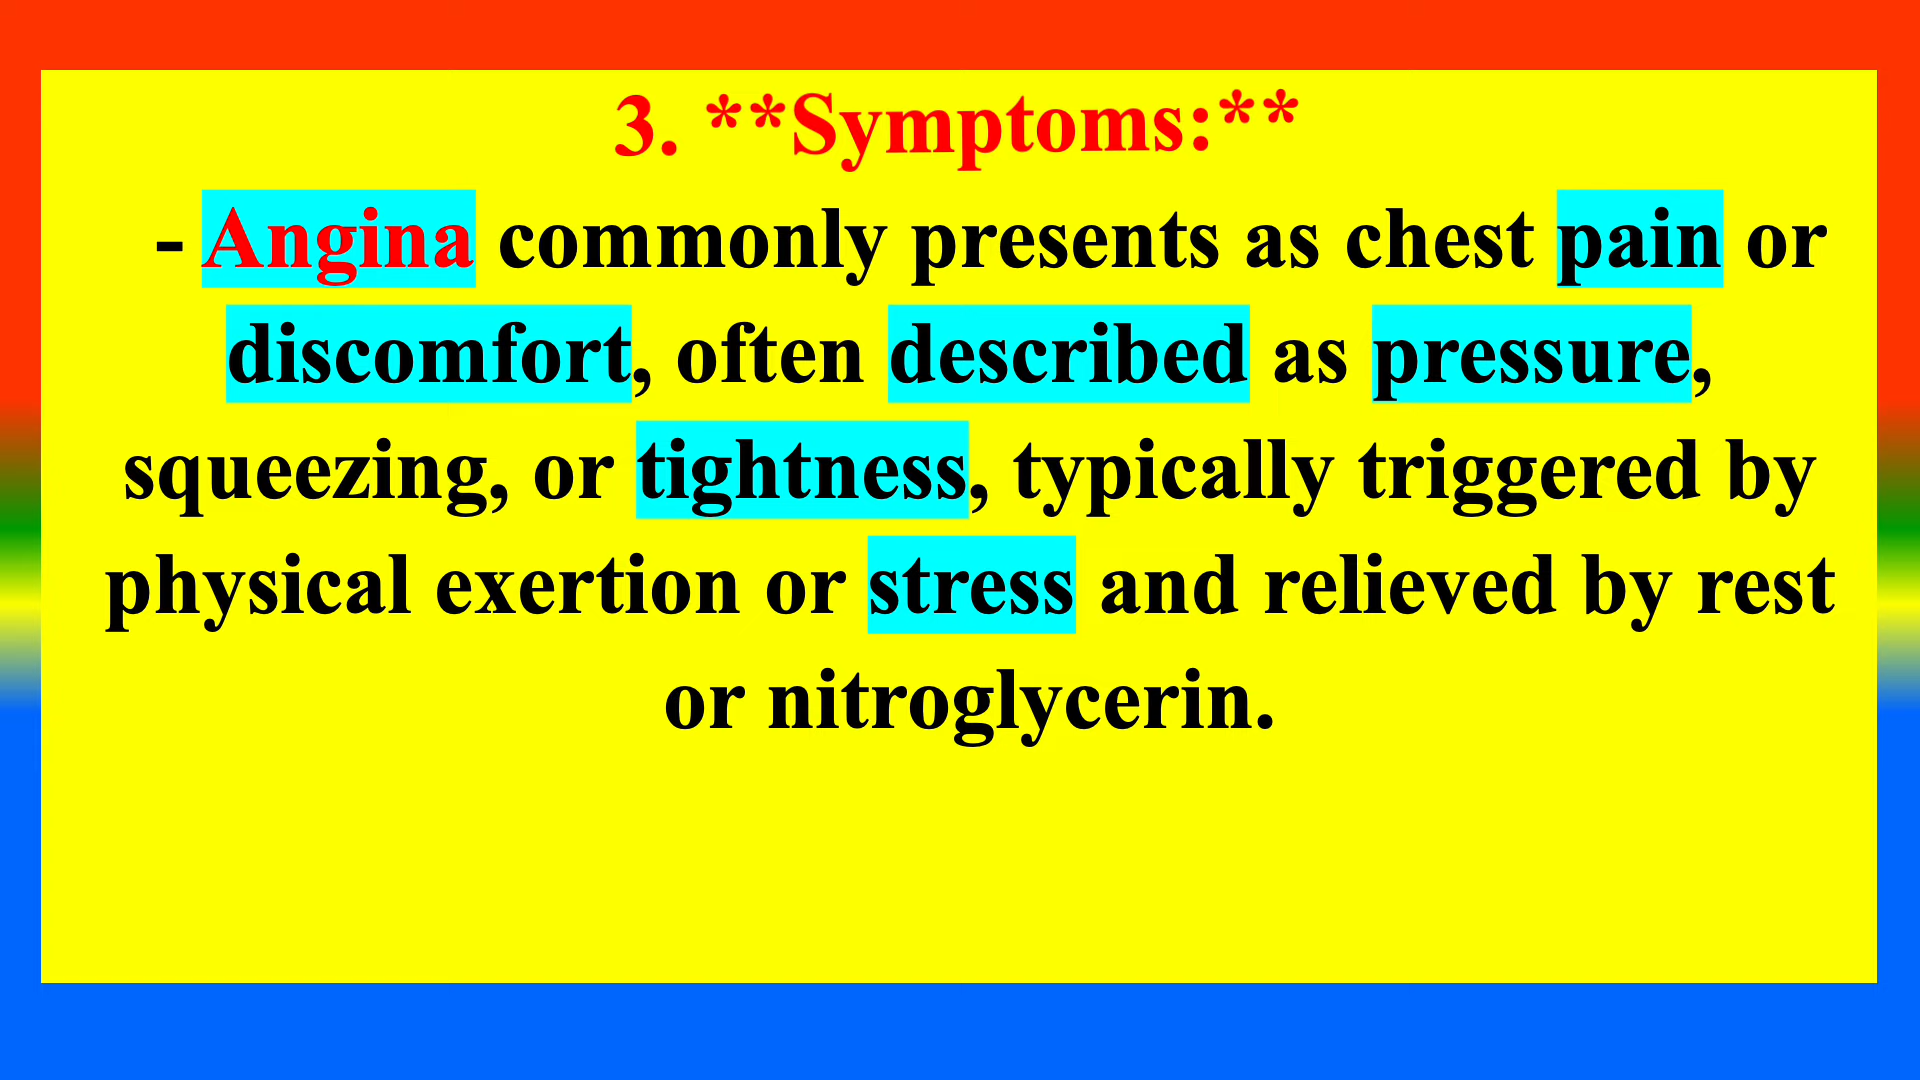 3. **Symptoms:**
- Angina commonly presents as chest pain or
discomfort, often described as pressure,
squeezing, or tightness, typically triggered by
physical exertion or stress and relieved by rest
or nitroglycerin.